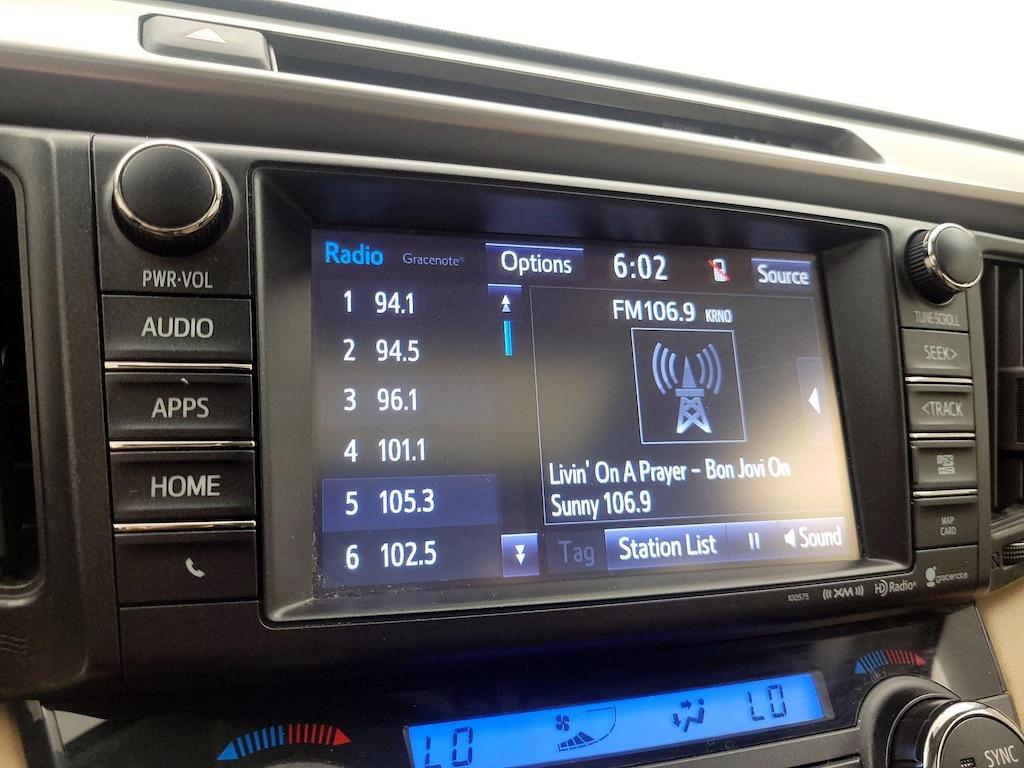 PWR-VOL
AUDIO
APPS
HOME
Radio Gracenote Options 6:02 Source
1 94.1
2 94.5
3 96.1
4 101.1
5 105.3
6 102.5
FM106.9 KRNO
Livin' On A Prayer – Bon Jovi On
Sunny 106.9
Tag Station List Sound
TUNE·SCROLL
SEEK>
<TRACK
MAP
CARD
100575 ((XM)) HD Radio gracenote
LO LO
SYNC